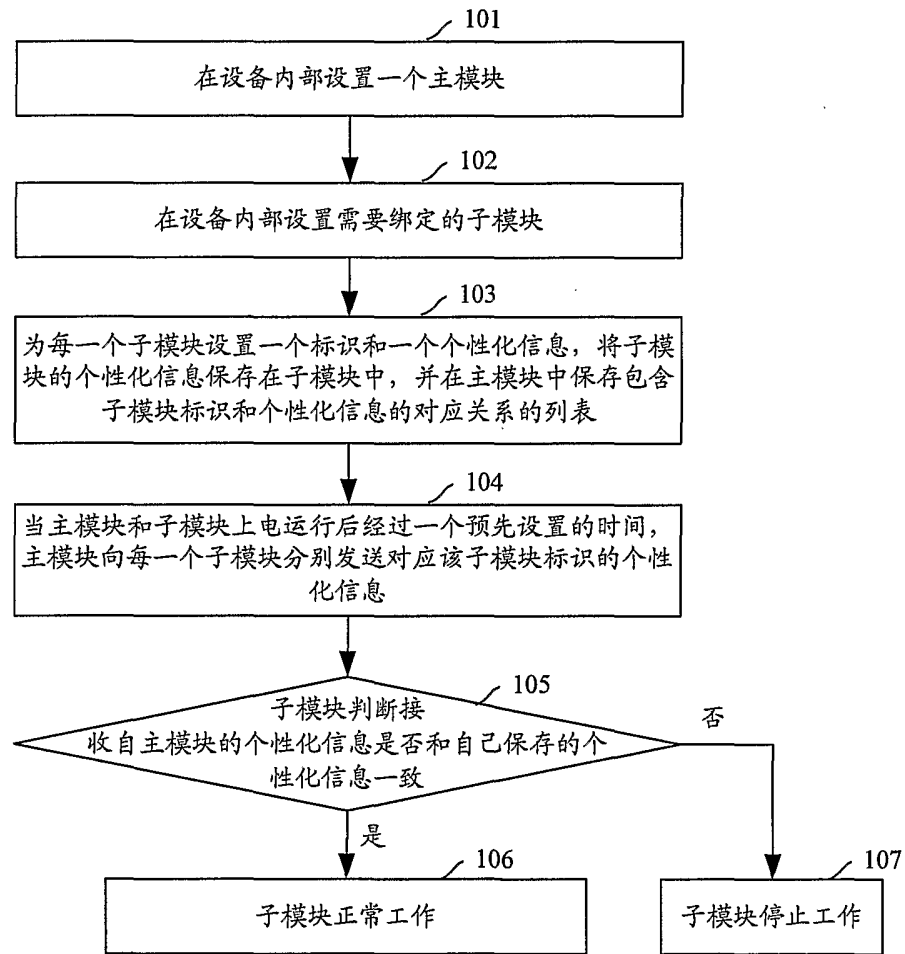 101
在设备内部设置一个主模块
102
在设备内部设置需要绑定的子模块
103
为每一个子模块设置一个标识和一个个性化信息，将子模
块的个性化信息保存在子模块中，并在主模块中保存包含
子模块标识和个性化信息的对应关系的列表
104
当主模块和子模块上电运行后经过一个预先设置的时间，
主模块向每一个子模块分别发送对应该子模块标识的个性
化信息
105
子模块判断接
收自主模块的个性化信息是否和自己保存的个
性化信息一致
否
是
106
子模块正常工作
107
子模块停止工作